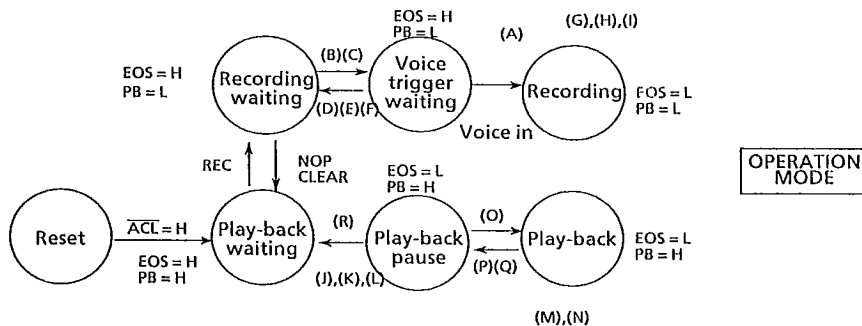 EOS = H
PB = L
(A)
(G),(H),(I)
EOS = H
PB = L
Recording
waiting
(B)(C)
(D)(E)(F)
Voice
trigger
waiting
Voice in
Recording
EOS = L
PB = L
REC
NOP
CLEAR
EOS = L
PB = H
OPERATION
MODE
Reset
ACL = H
EOS = H
PB = H
Play-back
waiting
(R)
(J),(K),(L)
Play-back
pause
(O)
(P)(Q)
Play-back
EOS = L
PB = H
(M),(N)